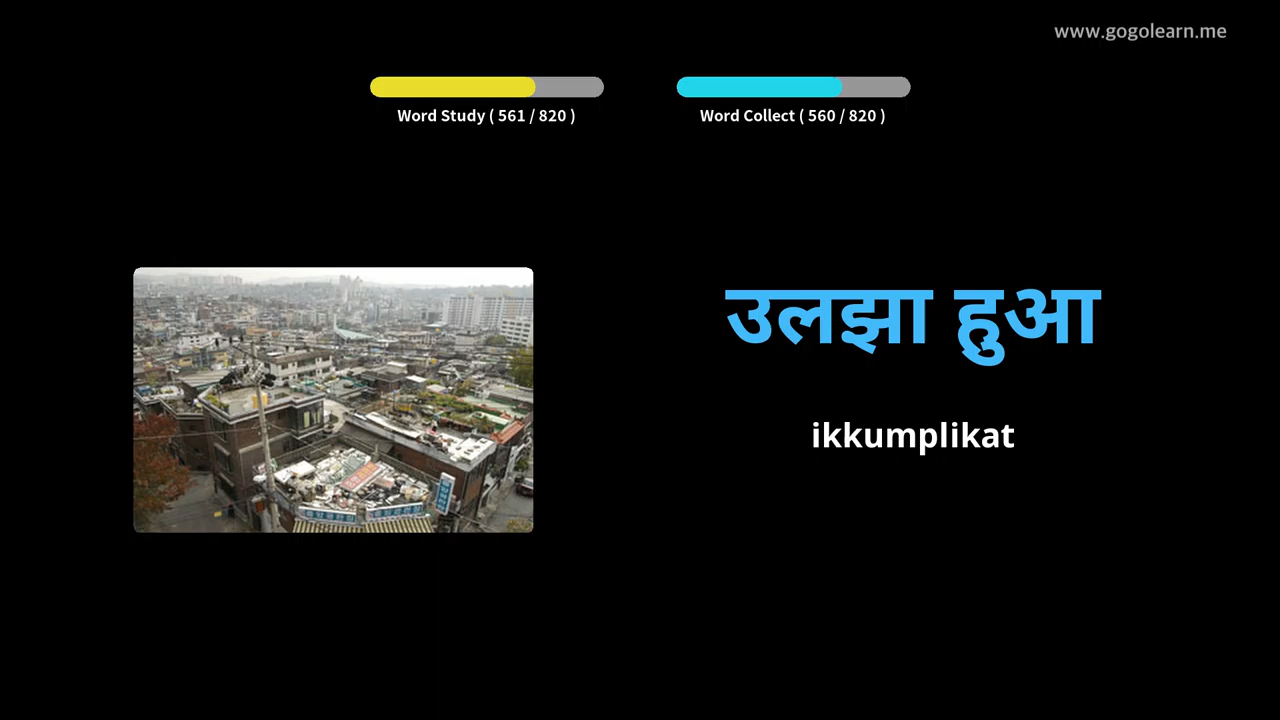 www.gogolearn.me
Word Study ( 561 / 820 )
Word Collect ( 560 / 820 )
उलझा हुआ
ikkumplikat